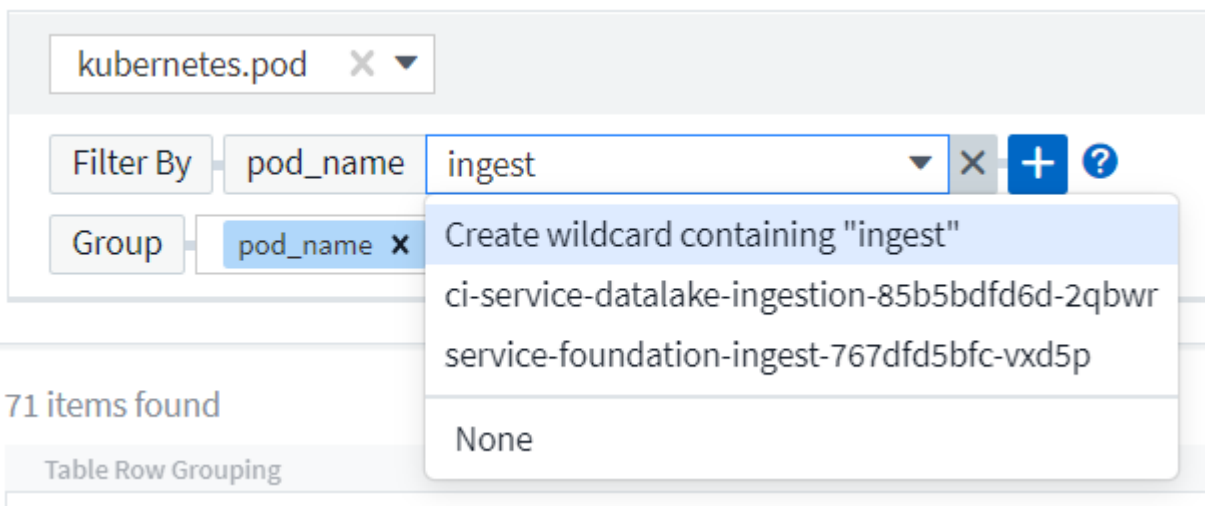 kubernetes.pod
Filter By pod_name ingest
Group pod_name
Create wildcard containing "ingest"
ci-service-datalake-ingestion-85b5bdfd6d-2qbwr
service-foundation-ingest-767dfd5bfc-vxd5p
None
71 items found
Table Row Grouping